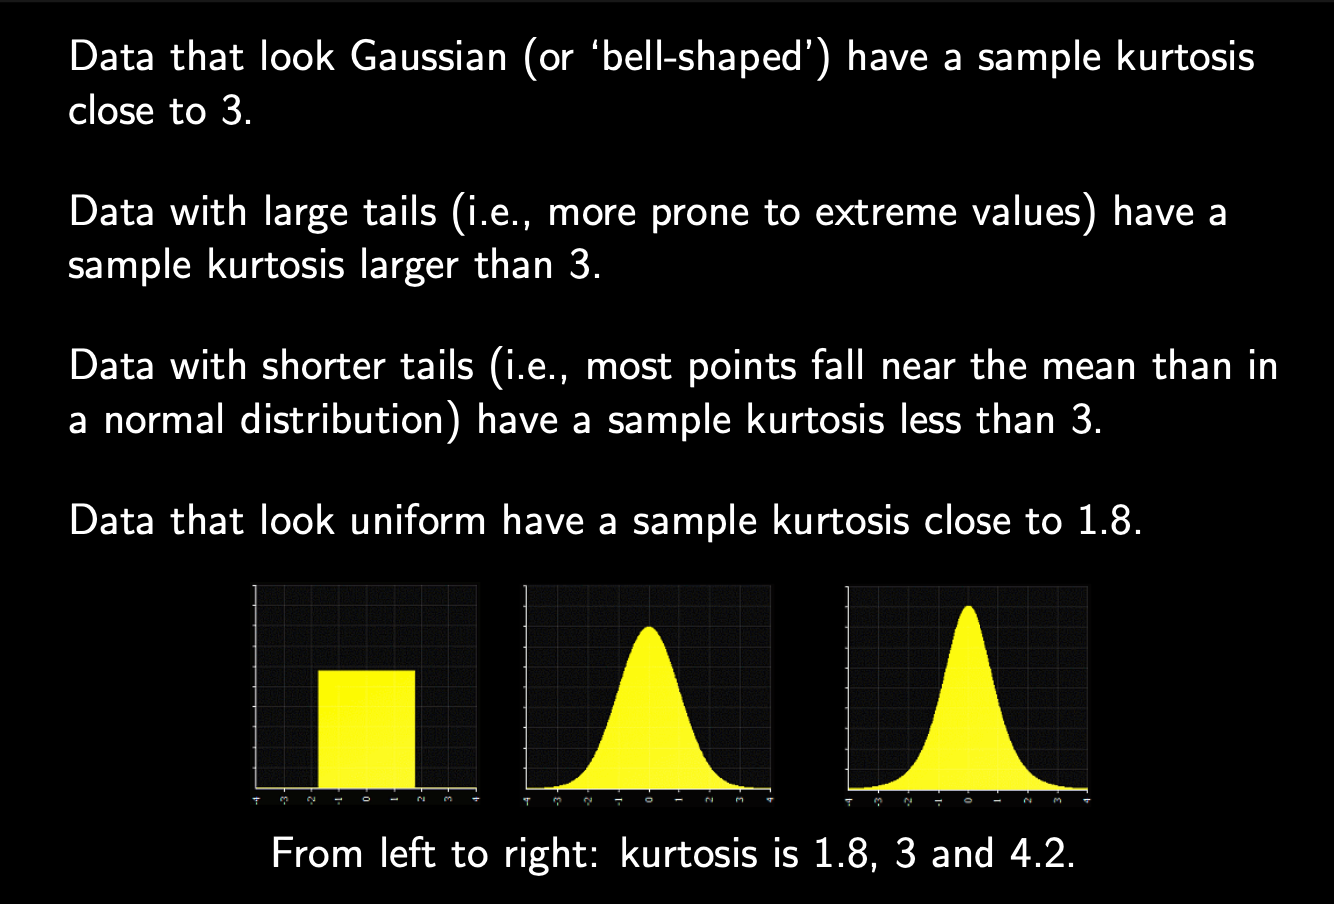 Data that look Gaussian (or ‘bell-shaped’) have a sample kurtosis
close to 3.
Data with large tails (i.e., more prone to extreme values) have a
sample kurtosis larger than 3.
Data with shorter tails (i.e., most points fall near the mean than in
a normal distribution) have a sample kurtosis less than 3.
Data that look uniform have a sample kurtosis close to 1.8.
-4 -3 -2 -1 0 1 2 3 4
-4 -3 -2 -1 0 1 2 3 4
-4 -3 -2 -1 0 1 2 3 4
From left to right: kurtosis is 1.8, 3 and 4.2.